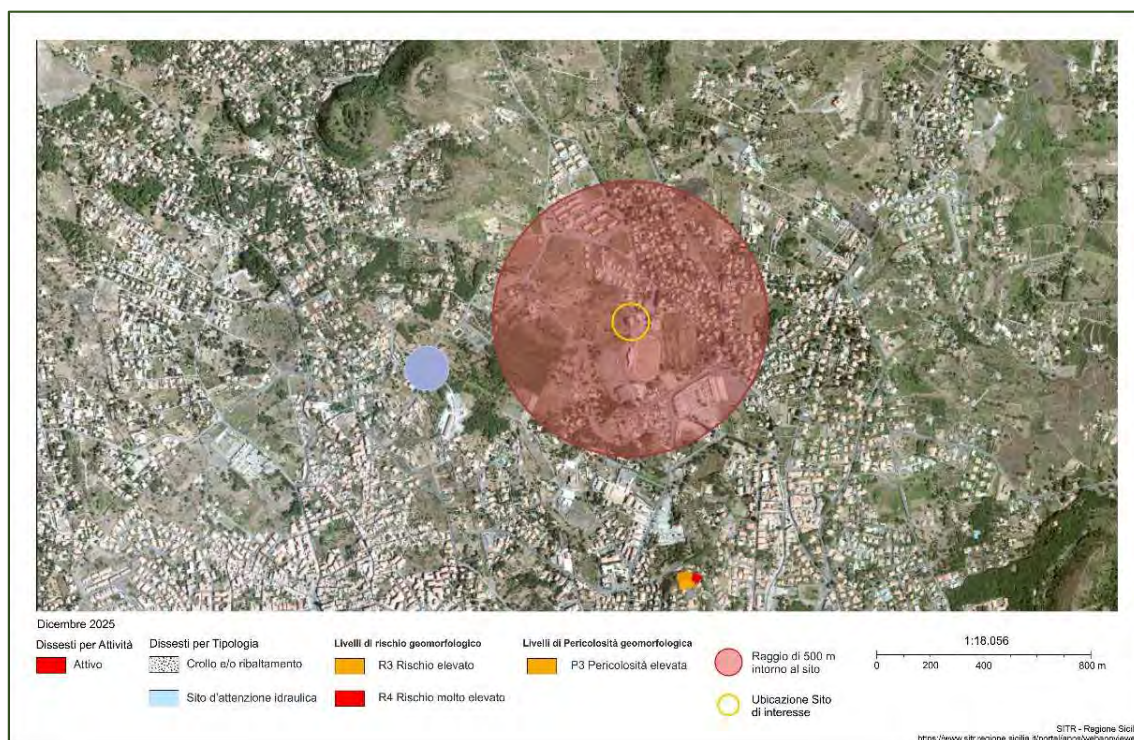 Dicembre 2025
Dissesti per Attività
Attivo
Dissesti per Tipologia
Crollo e/o ribaltamento
Sito d'attenzione idraulica
Livelli di rischio geomorfologico
R3 Rischio elevato
R4 Rischio molto elevato
Livelli di Pericolosità geomorfologica
P3 Pericolosità elevata
Raggio di 500 m
intorno al sito
Ubicazione Sito
di interesse
1:18.056
0 200 400 800 m
SITR - Regione Sicili